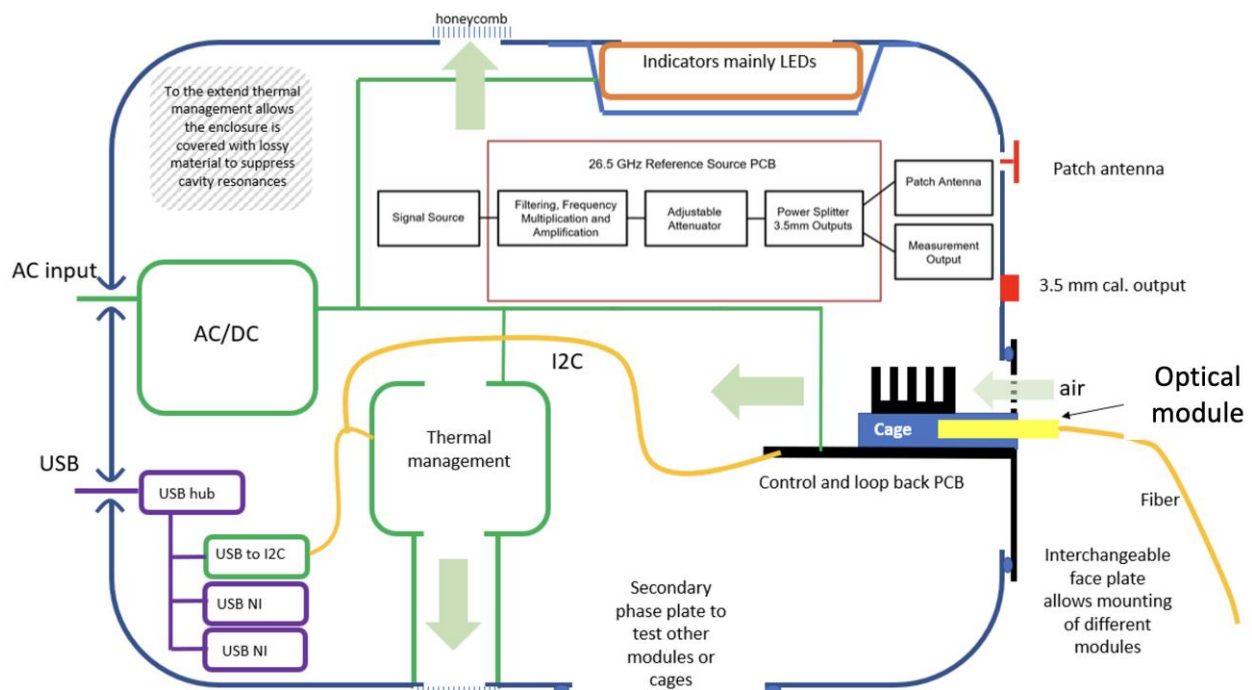 honeycomb
Indicators mainly LEDs
To the extend thermal
management allows
the enclosure is
covered with lossy
material to suppress
cavity resonances
26.5 GHz Reference Source PCB
Signal Source
Filtering, Frequency
Multiplication and
Amplification
Adjustable
Attenuator
Power Splitter
3.5mm Outputs
Patch Antenna
Measurement
Output
Patch antenna
3.5 mm cal. output
AC input
AC/DC
I2C
air
Optical
module
Cage
Thermal
management
Control and loop back PCB
Fiber
USB
USB hub
USB to I2C
USB NI
USB NI
Secondary
phase plate to
test other
modules or
cages
Interchangeable
face plate
allows mounting
of different
modules